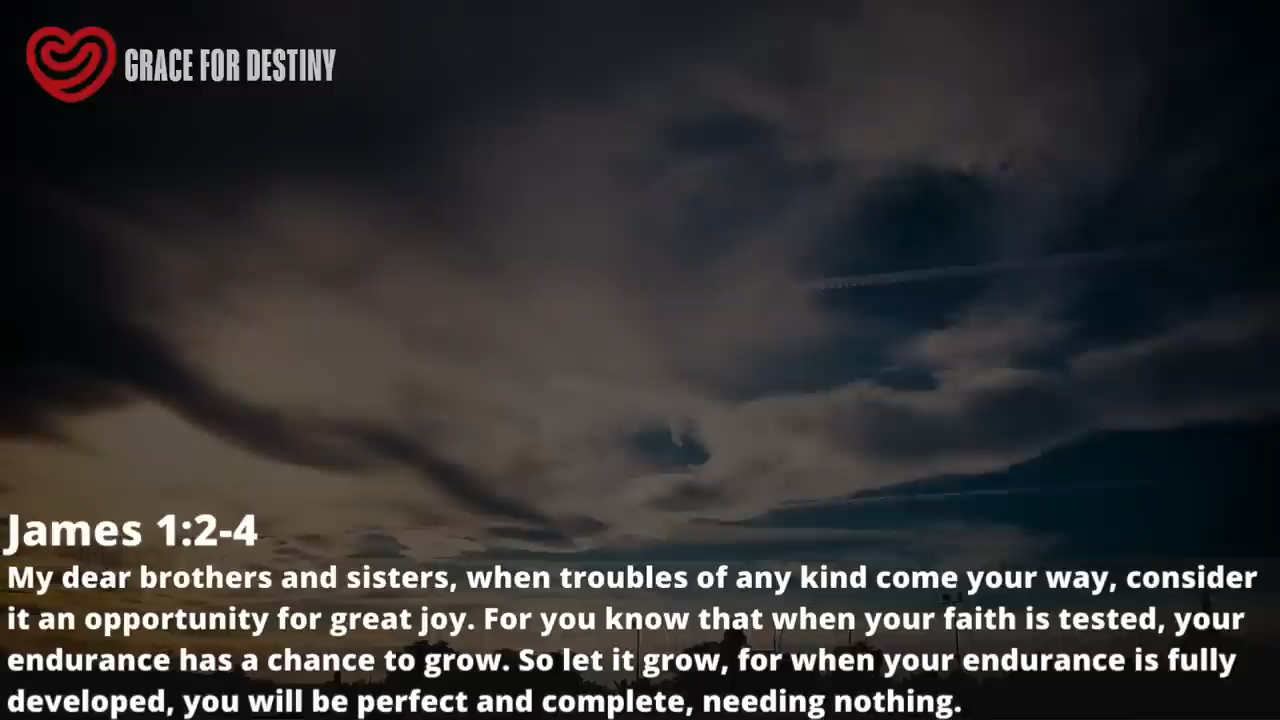 GRACE FOR DESTINY
James 1:2-4
My dear brothers and sisters, when troubles of any kind come your way, consider
it an opportunity for great joy. For you know that when your faith is tested, your
endurance has a chance to grow. So let it grow, for when your endurance is fully
developed, you will be perfect and complete, needing nothing.